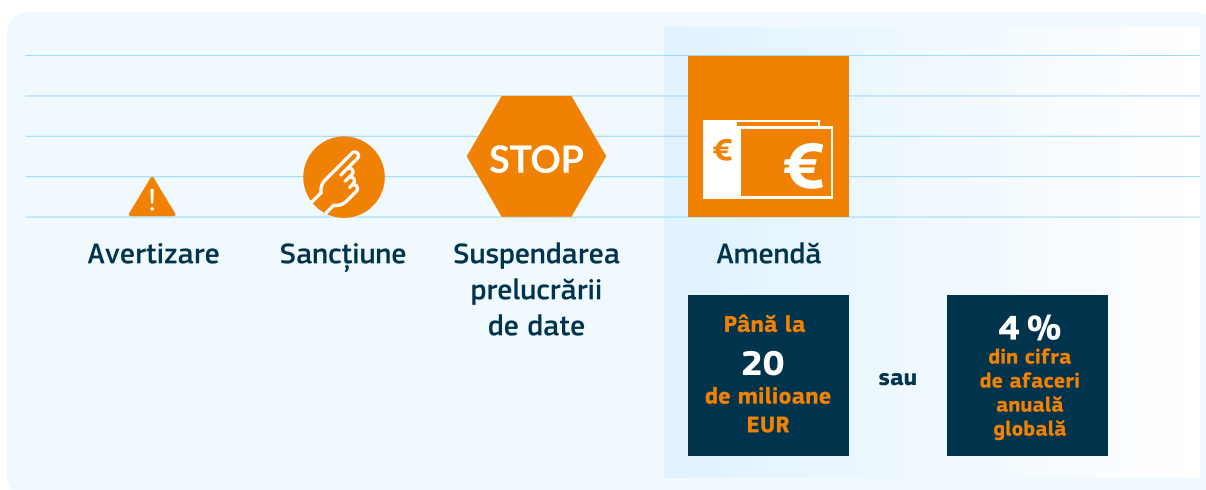 STOP
€
€
Avertizare
Sancțiune
Suspendarea
prelucrării
de date
Amendă
Până la
20
de milioane
EUR
sau
4 %
din cifra
de afaceri
anuală
globală